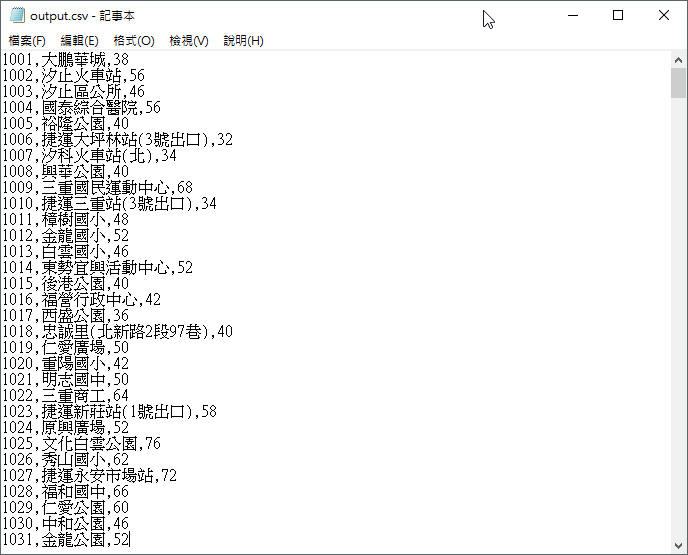 output.csv - 記事本
檔案(F) 編輯(E) 格式(O) 檢視(V) 說明(H)
1001,大鵬華城,38
1002,汐止火車站,56
1003,汐止區公所,46
1004,國泰綜合醫院,56
1005,裕隆公園,40
1006,捷運大坪林站(3號出口),32
1007,汐科火車站(北),34
1008,興華公園,40
1009,三重國民運動中心,68
1010,捷運三重站(3號出口),34
1011,樟樹國小,48
1012,金龍國小,52
1013,白雲國小,46
1014,東勢宜興活動中心,52
1015,後港公園,40
1016,福營行政中心,42
1017,西盛公園,36
1018,忠誠里(北新路2段97巷),40
1019,仁愛廣場,50
1020,重陽國小,42
1021,明志國中,50
1022,三重商工,64
1023,捷運新莊站(1號出口),58
1024,原興廣場,52
1025,文化白雲公園,76
1026,秀山國小,62
1027,捷運永安市場站,72
1028,福和國中,66
1029,仁愛公園,60
1030,中和公園,46
1031,金龍公園,52